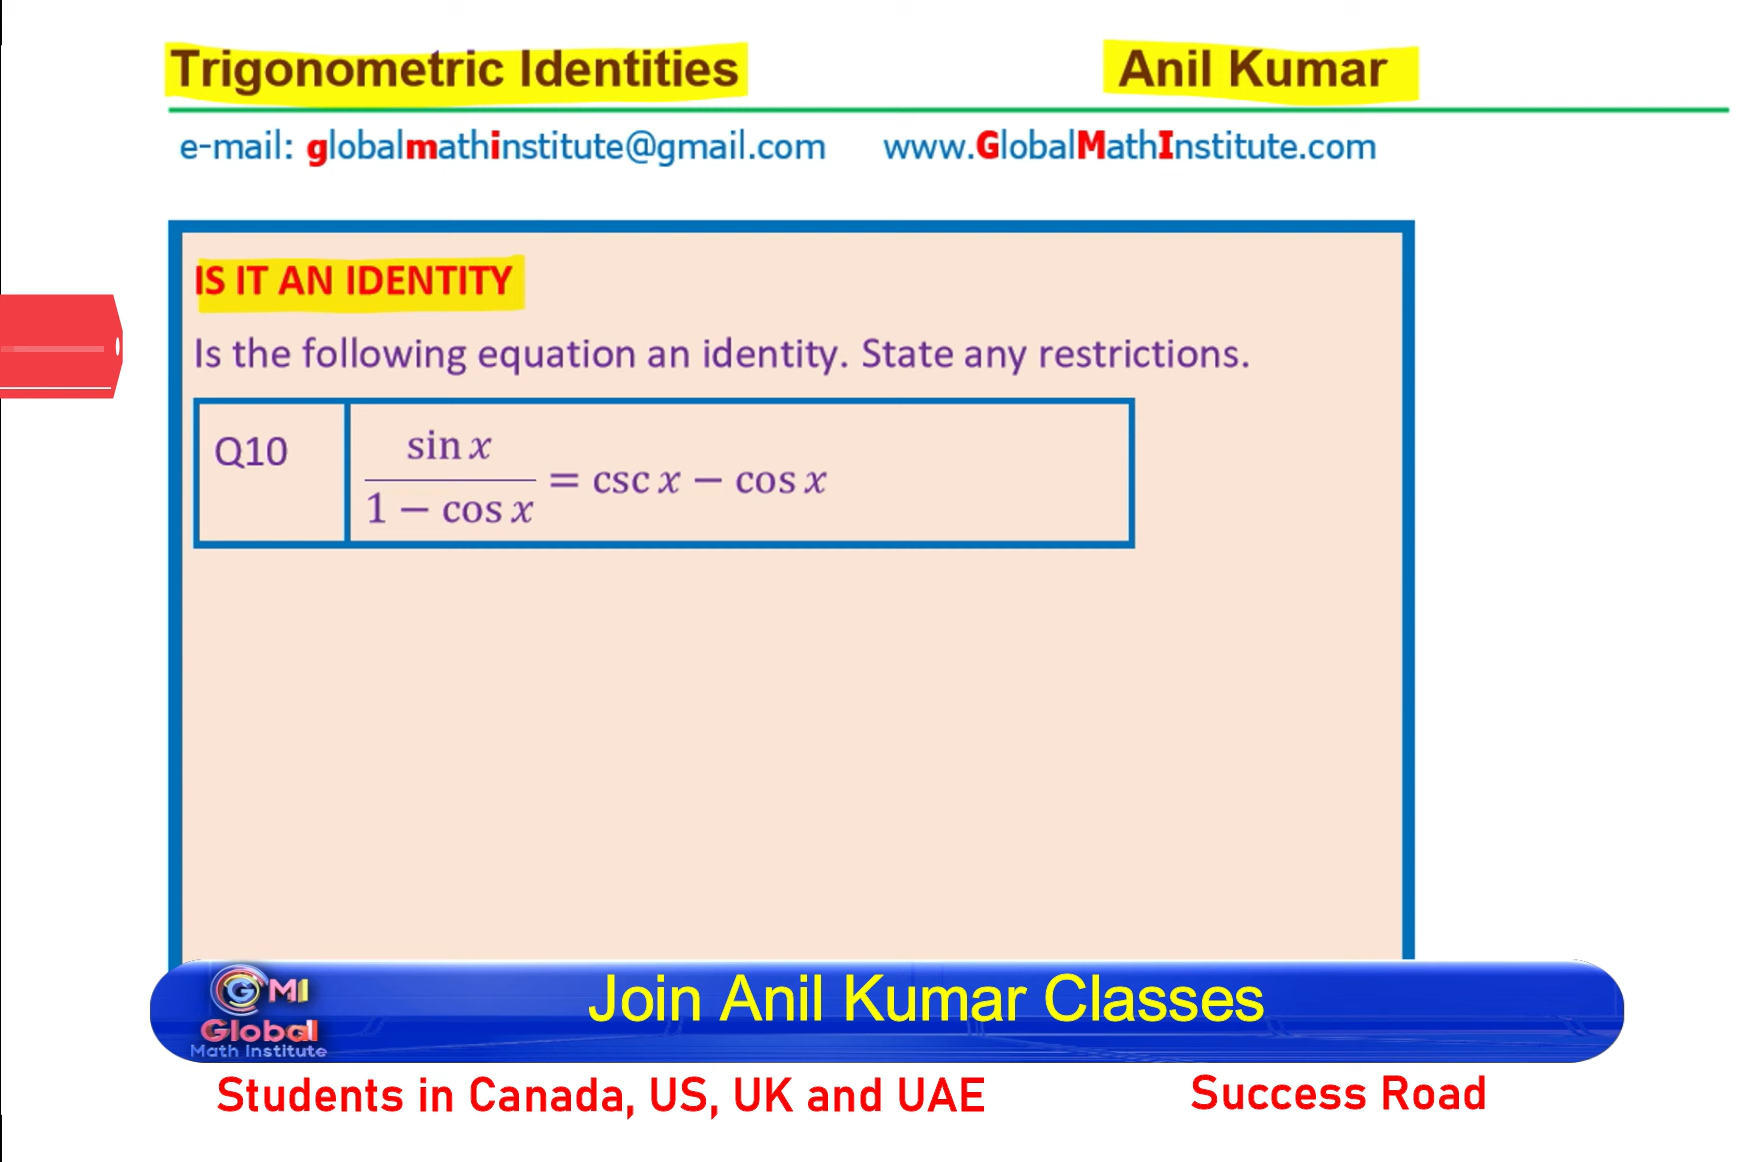 Trigonometric Identities Anil Kumar
e-mail: globalmathinstitute@gmail.com www.GlobalMathInstitute.com
IS IT AN IDENTITY
Is the following equation an identity. State any restrictions.
Q10 sin x / (1 − cos x) = csc x − cos x
G MI
Global
Math Institute
Join Anil Kumar Classes
Students in Canada, US, UK and UAE Success Road